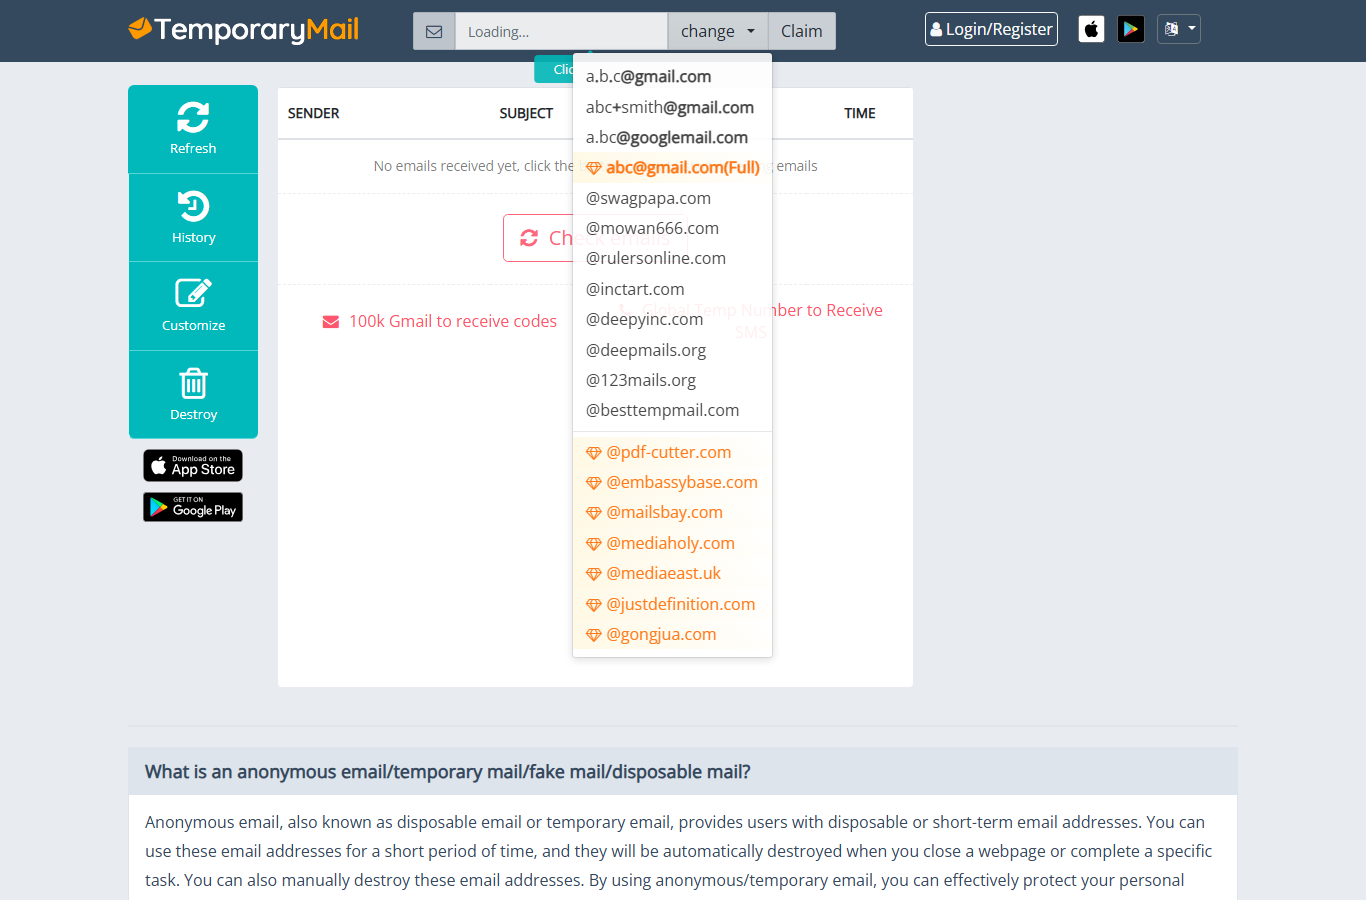 TemporaryMail
Loading...
change
Claim
Login/Register
Clic
a.b.c@gmail.com
abc+smith@gmail.com
a.bc@googlemail.com
abc@gmail.com(Full)
@swagpapa.com
@mowan666.com
@rulersonline.com
@inctart.com
@deepyinc.com
@deepmails.org
@123mails.org
@besttempmail.com
@pdf-cutter.com
@embassybase.com
@mailsbay.com
@mediaholy.com
@mediaeast.uk
@justdefinition.com
@gongjua.com
Refresh
History
Customize
Destroy
Download on the
App Store
GET IT ON
Google Play
SENDER SUBJECT TIME
No emails received yet, click the emails
Check emails
100k Gmail to receive codes
Global Temp Number to Receive
SMS
What is an anonymous email/temporary mail/fake mail/disposable mail?
Anonymous email, also known as disposable email or temporary email, provides users with disposable or short-term email addresses. You can
use these email addresses for a short period of time, and they will be automatically destroyed when you close a webpage or complete a specific
task. You can also manually destroy these email addresses. By using anonymous/temporary email, you can effectively protect your personal